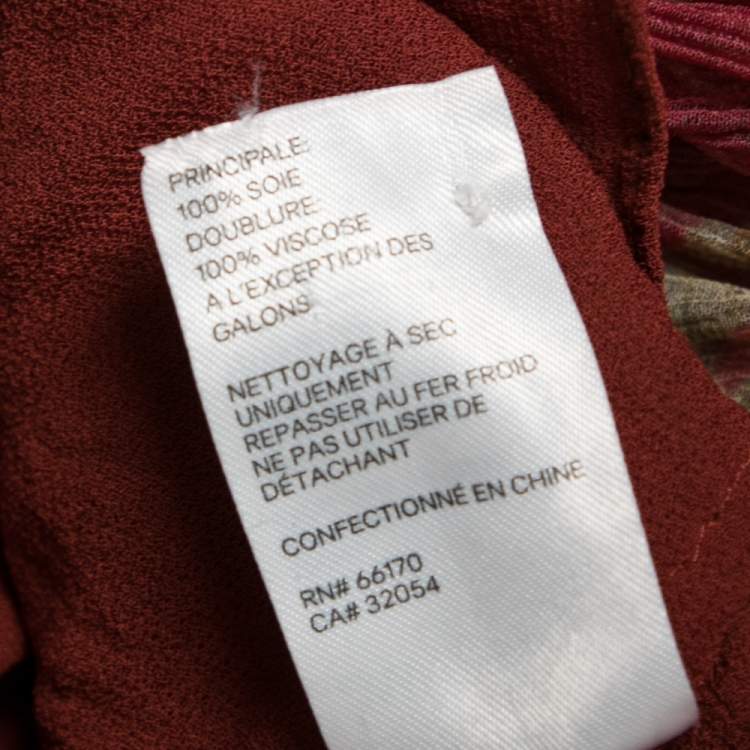 PRINCIPALE:
100% SOIE
DOUBLURE:
100% VISCOSE
A L'EXCEPTION DES
GALONS
NETTOYAGE À SEC
UNIQUEMENT
REPASSER AU FER FROID
NE PAS UTILISER DE
DÉTACHANT
CONFECTIONNÉ EN CHINE
RN# 66170
CA# 32054